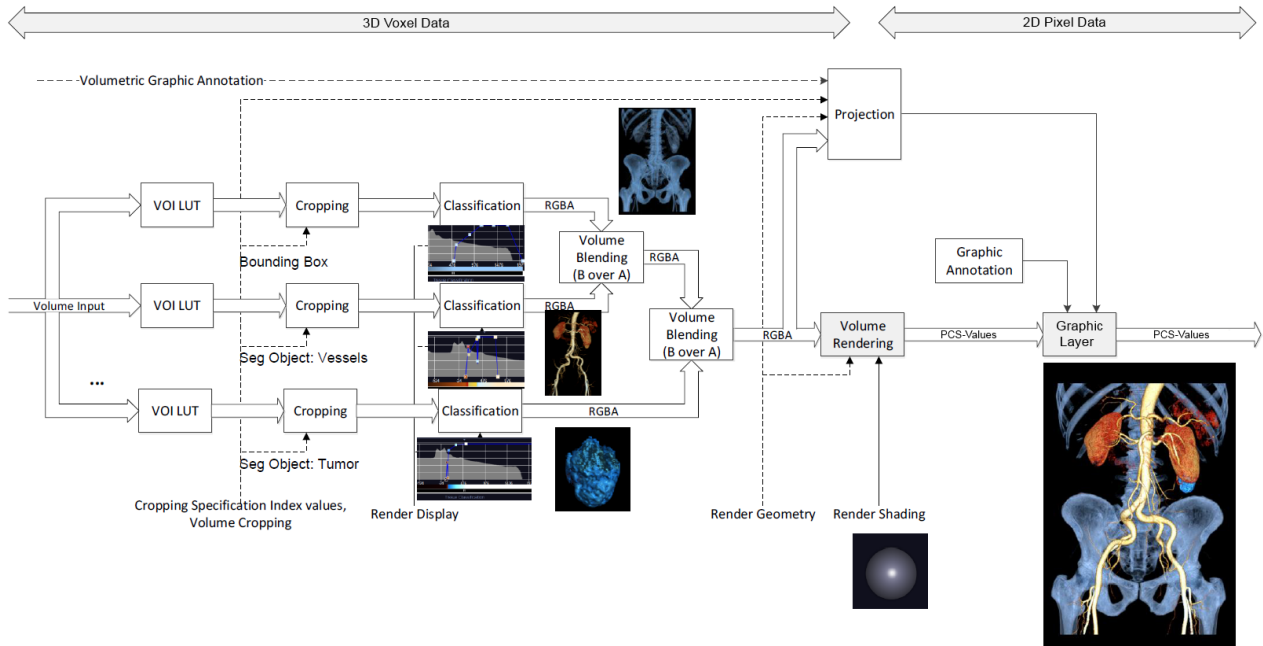 3D Voxel Data
2D Pixel Data
Volumetric Graphic Annotation
Projection
VOI LUT
Cropping
Classification
RGBA
Bounding Box
Volume
Blending
(B over A)
RGBA
Graphic
Annotation
Volume Input
VOI LUT
Cropping
Classification
RGBA
Volume
Blending
(B over A)
RGBA
Volume
Rendering
PCS-Values
Graphic
Layer
PCS-Values
Seg Object: Vessels
...
VOI LUT
Cropping
Classification
RGBA
Seg Object: Tumor
Cropping Specification Index values,
Volume Cropping
Render Display
Render Geometry
Render Shading